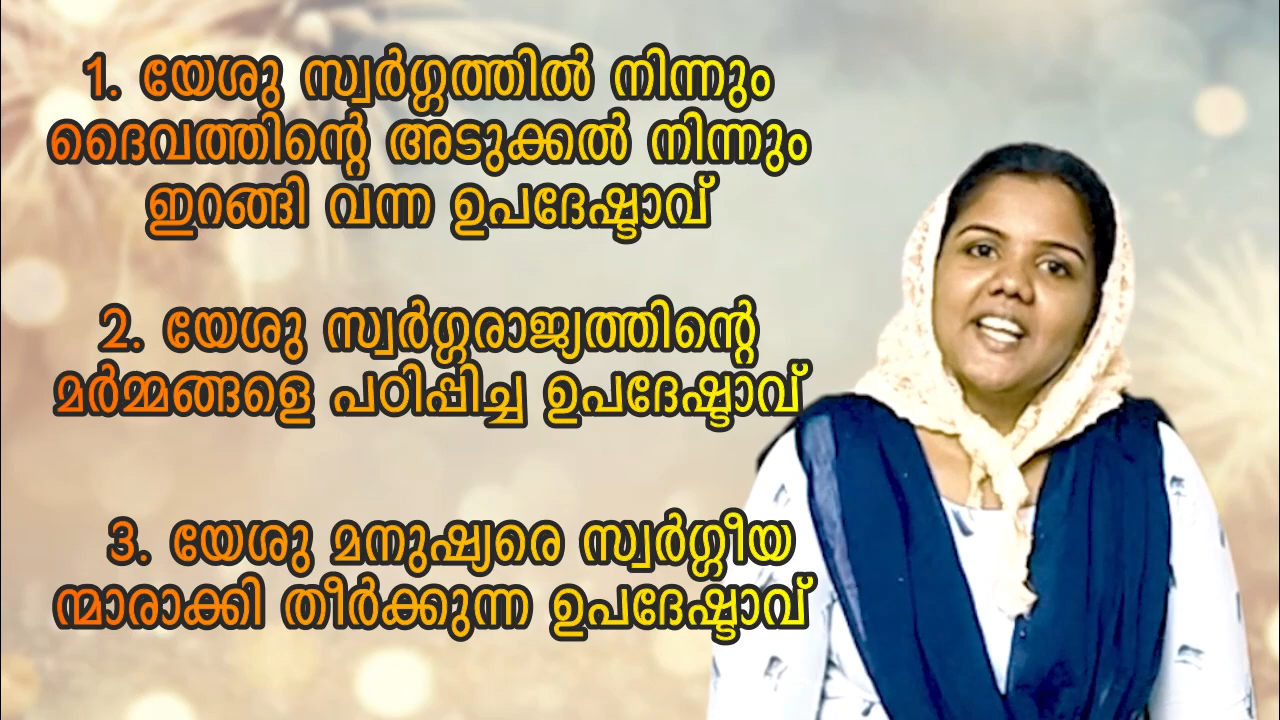 1. യേശു സ്വർഗ്ഗത്തിൽ നിന്നും
ദൈവത്തിന്റെ അടുക്കൽ നിന്നും
ഇറങ്ങി വന്ന ഉപദേഷ്ടാവ്
2. യേശു സ്വർഗ്ഗരാജ്യത്തിന്റെ
മർമ്മങ്ങളെ പഠിപ്പിച്ച ഉപദേഷ്ടാവ്
3. യേശു മനുഷ്യരെ സ്വർഗ്ഗീയ
ന്മാരാക്കി തീർക്കുന്ന ഉപദേഷ്ടാവ്